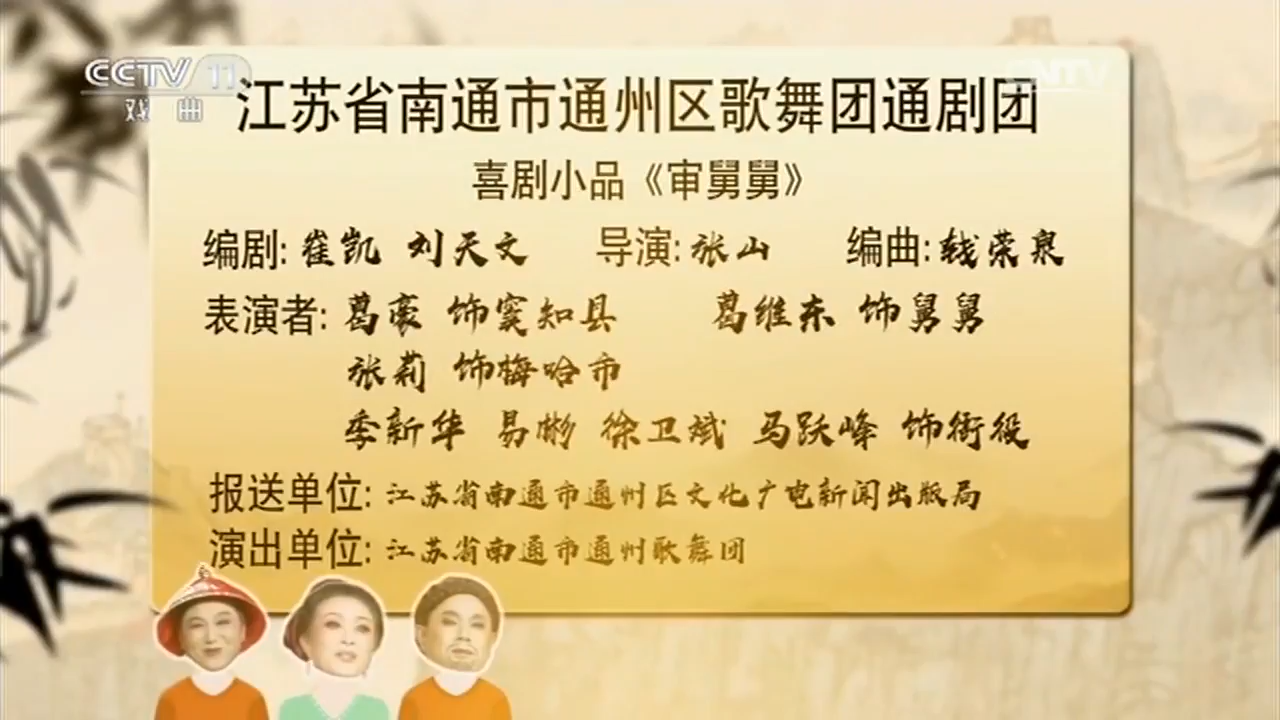 CCTV 11
戏曲
CNTV
江苏省南通市通州区歌舞团通剧团
喜剧小品《审舅舅》
编剧: 崔凯 刘天文 导演: 张山 编曲: 钱荣泉
表演者: 葛豪 饰窦知县 葛维东 饰舅舅
张莉 饰梅哈市
季新华 易彬 徐卫斌 马跃峰 饰衙役
报送单位: 江苏省南通市通州区文化广电新闻出版局
演出单位: 江苏省南通市通州歌舞团